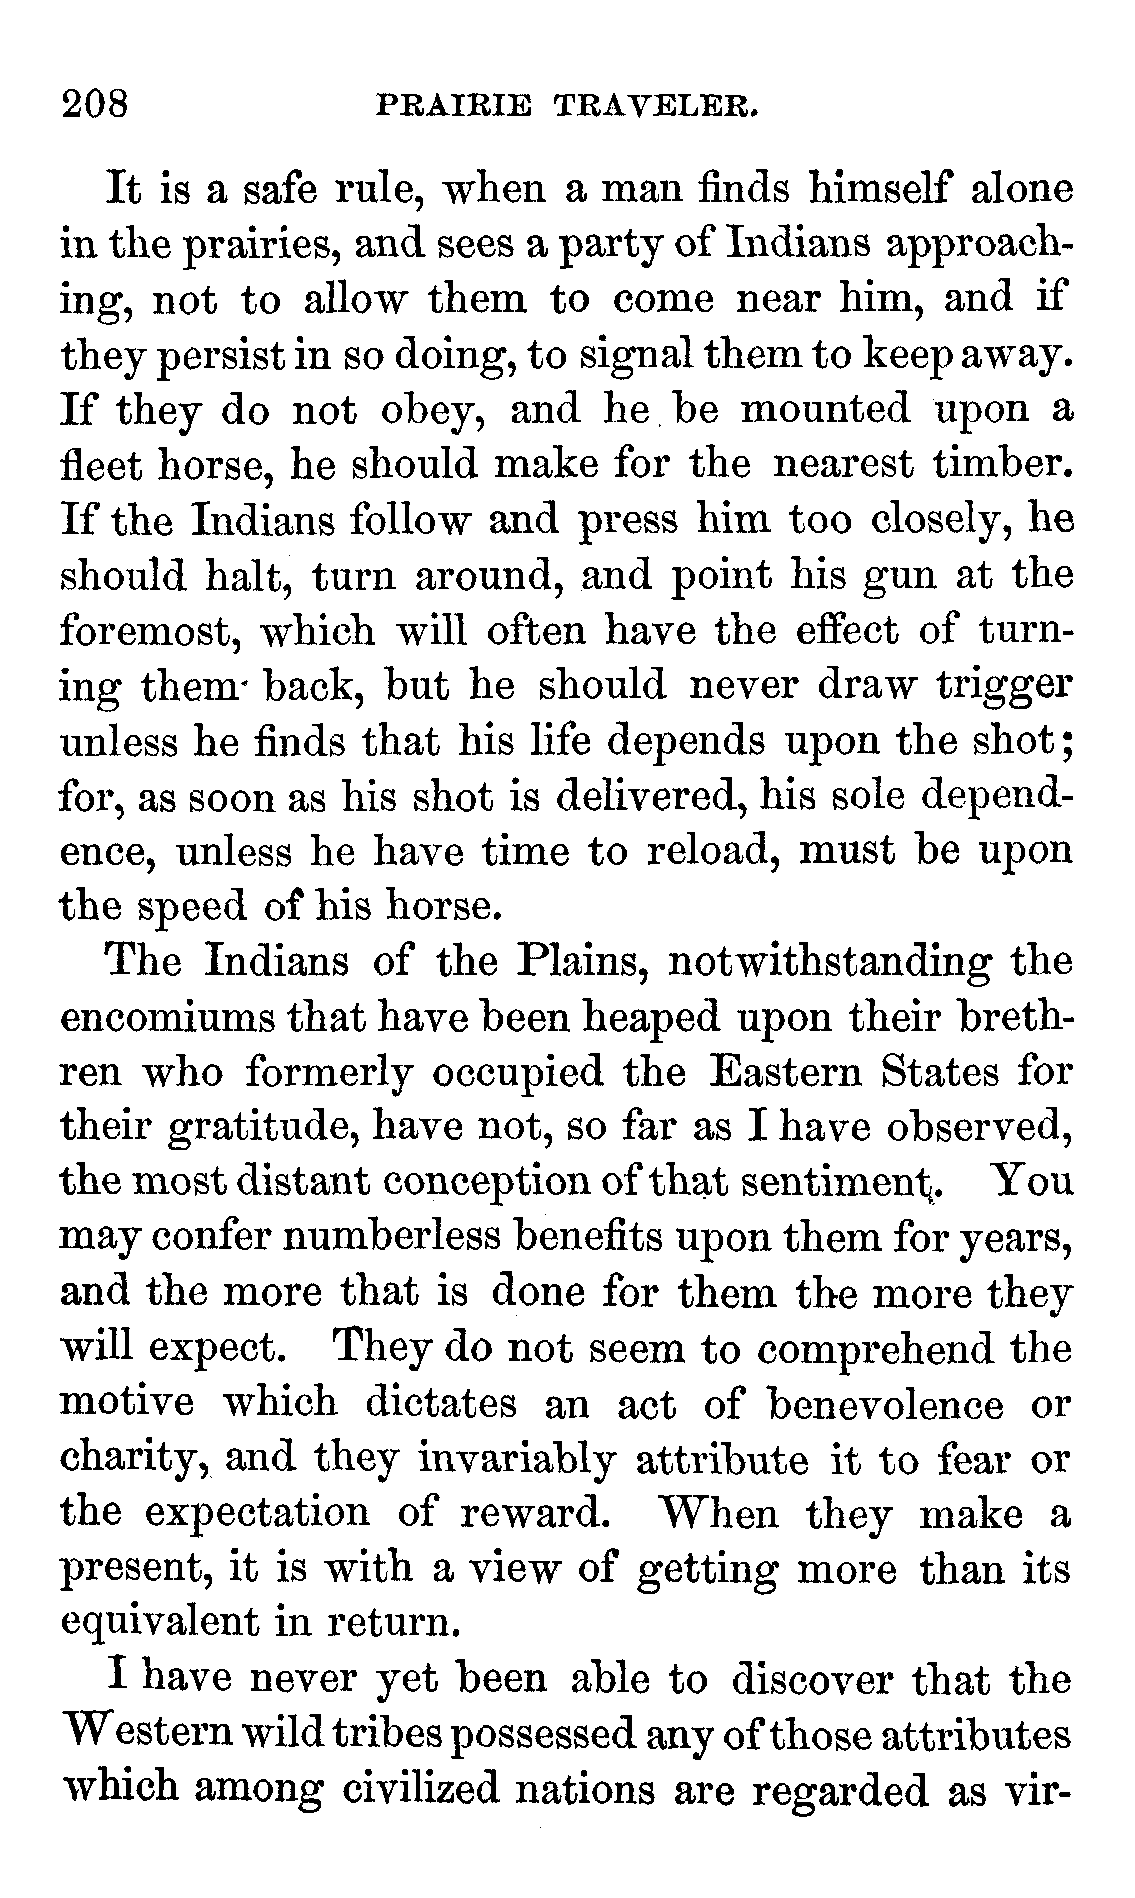 208 PRAIRIE TRAVELER.
It is a safe rule, when a man finds himself alone
in the prairies, and sees a party of Indians approach-
ing, not to allow them to come near him, and if
they persist in so doing, to signal them to keep away.
If they do not obey, and he be mounted upon a
fleet horse, he should make for the nearest timber.
If the Indians follow and press him too closely, he
should halt, turn around, and point his gun at the
foremost, which will often have the effect of turn-
ing them back, but he should never draw trigger
unless he finds that his life depends upon the shot;
for, as soon as his shot is delivered, his sole depend-
ence, unless he have time to reload, must be upon
the speed of his horse.
The Indians of the Plains, notwithstanding the
encomiums that have been heaped upon their breth-
ren who formerly occupied the Eastern States for
their gratitude, have not, so far as I have observed,
the most distant conception of that sentiment. You
may confer numberless benefits upon them for years,
and the more that is done for them the more they
will expect. They do not seem to comprehend the
motive which dictates an act of benevolence or
charity, and they invariably attribute it to fear or
the expectation of reward. When they make a
present, it is with a view of getting more than its
equivalent in return.
I have never yet been able to discover that the
Western wild tribes possessed any of those attributes
which among civilized nations are regarded as vir-